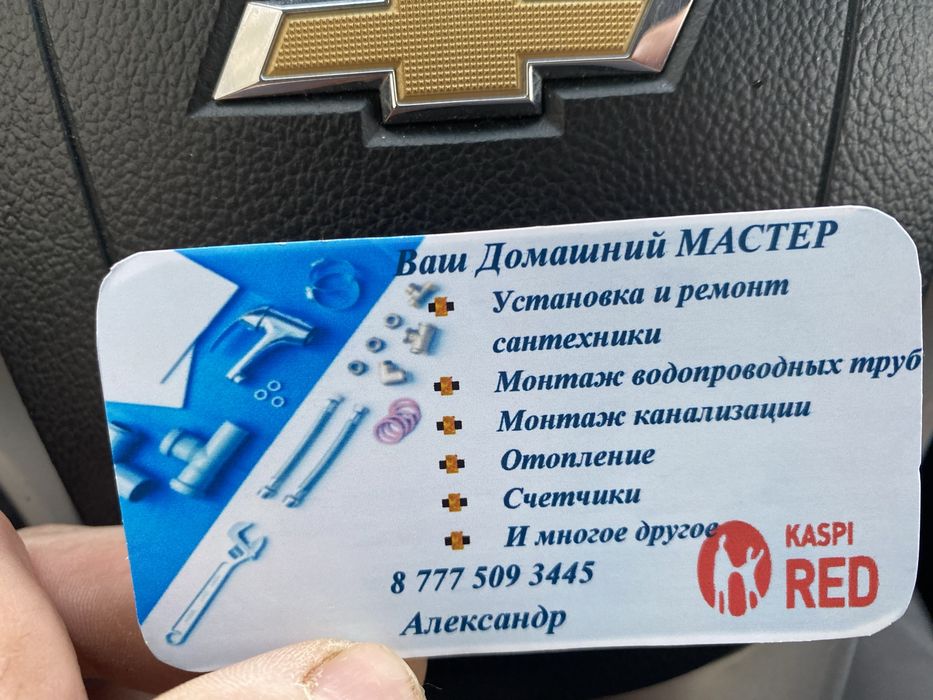 Ваш Домашний МАСТЕР
Установка и ремонт
сантехники
Монтаж водопроводных труб
Монтаж канализации
Отопление
Счетчики
И многое другое
KASPI
RED
8 777 509 3445
Александр